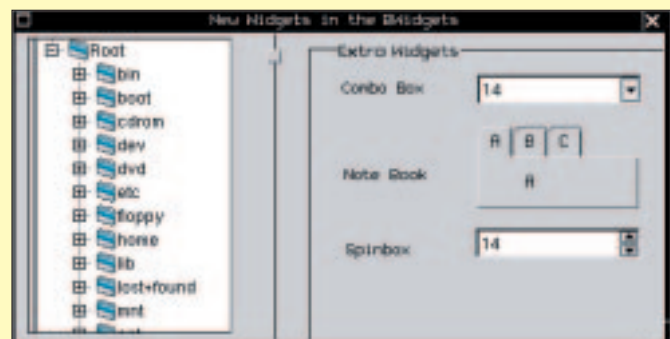 New Widgets in the BWidgets
Root
bin
boot
cdrom
dev
dvd
etc
floppy
home
lib
lost+found
mnt
Extra Widgets
Combo Box
14
A B C
Note Book
A
Spinbox
14